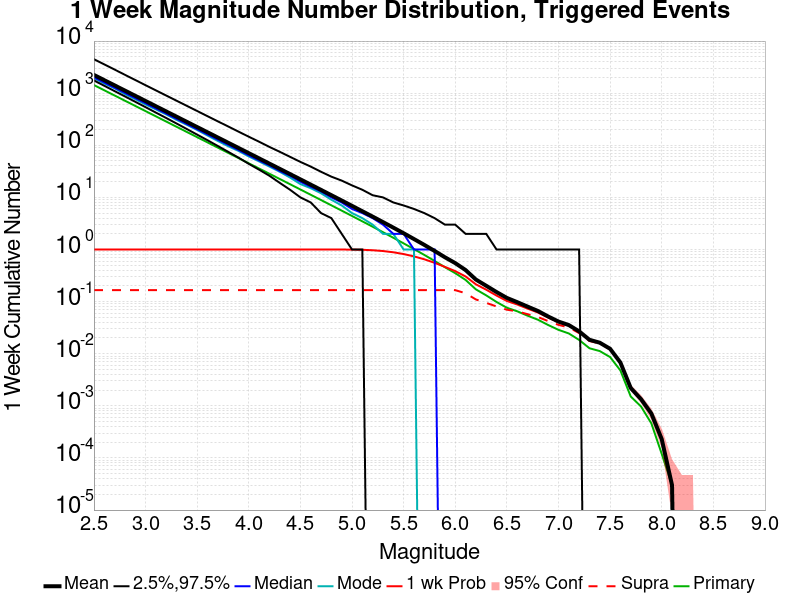 1 Week Magnitude Number Distribution, Triggered Events
1 Week Cumulative Number
10^4
10^3
10^2
10^1
10^0
10^-1
10^-2
10^-3
10^-4
10^-5
2.5 3.0 3.5 4.0 4.5 5.0 5.5 6.0 6.5 7.0 7.5 8.0 8.5 9.0
Magnitude
Mean 2.5%,97.5% Median Mode 1 wk Prob 95% Conf Supra Primary